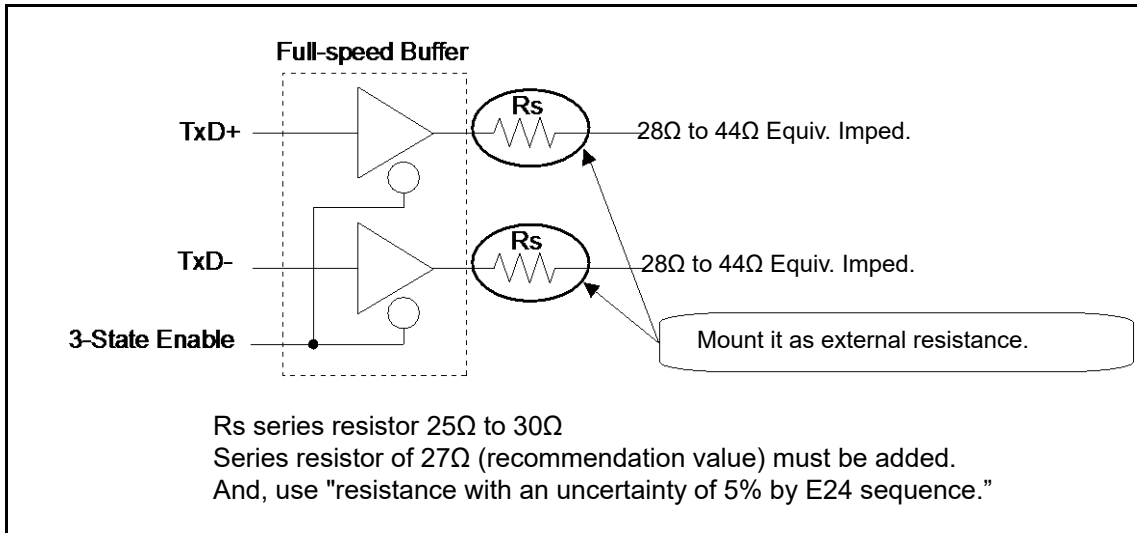 Full-speed Buffer
Rs
TxD+
28Ω to 44Ω Equiv. Imped.
Rs
TxD-
28Ω to 44Ω Equiv. Imped.
3-State Enable
Mount it as external resistance.
Rs series resistor 25Ω to 30Ω
Series resistor of 27Ω (recommendation value) must be added.
And, use "resistance with an uncertainty of 5% by E24 sequence.”